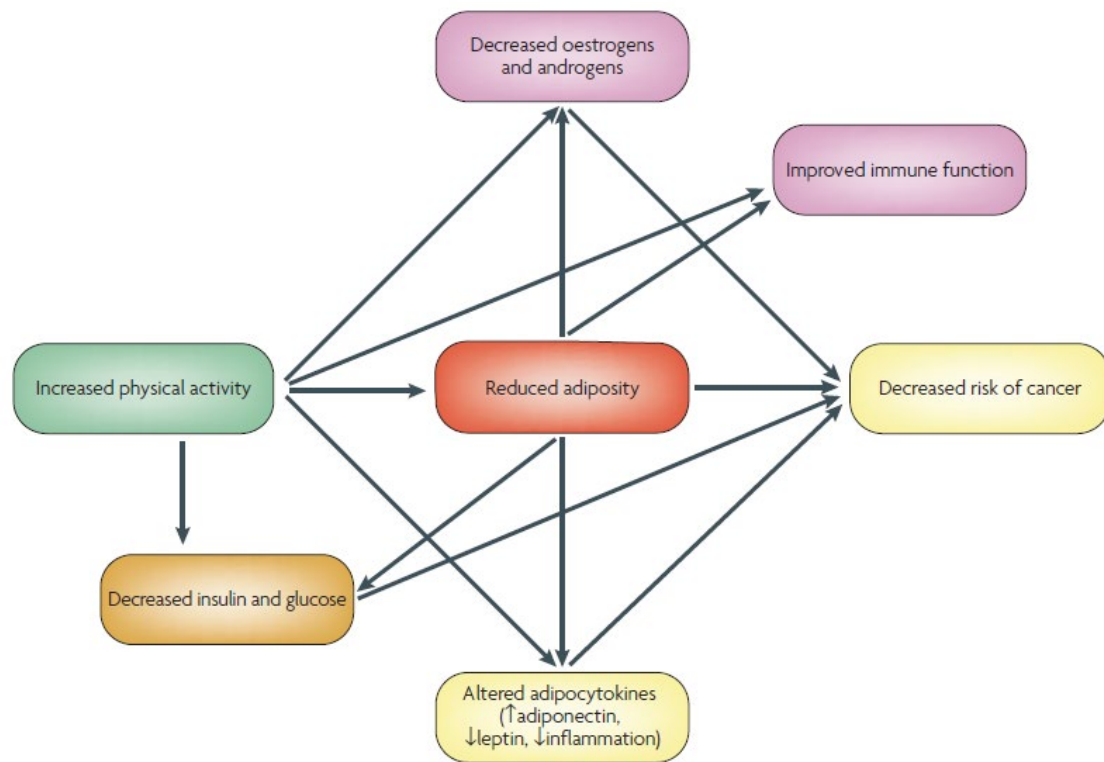 Decreased oestrogens
and androgens
Improved immune function
Increased physical activity
Reduced adiposity
Decreased risk of cancer
Decreased insulin and glucose
Altered adipocytokines
(↑adiponectin,
↓leptin, ↓inflammation)